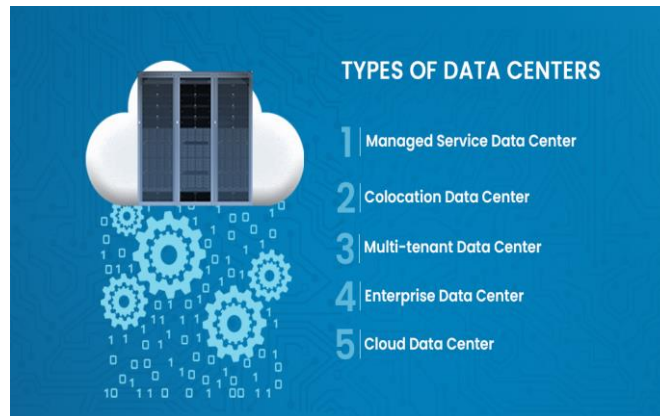 TYPES OF DATA CENTERS
1 Managed Service Data Center
2 Colocation Data Center
3 Multi-tenant Data Center
4 Enterprise Data Center
5 Cloud Data Center